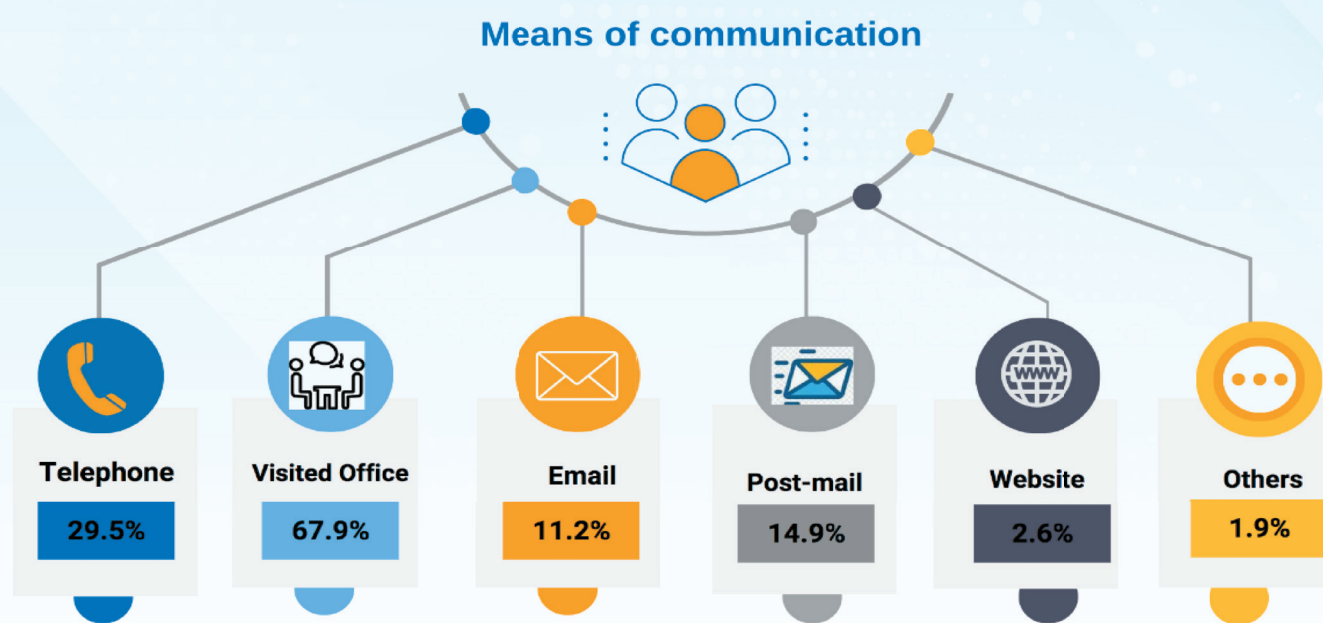 Means of communication
WWW
Telephone
29.5%
Visited Office
67.9%
Email
11.2%
Post-mail
14.9%
Website
2.6%
Others
1.9%